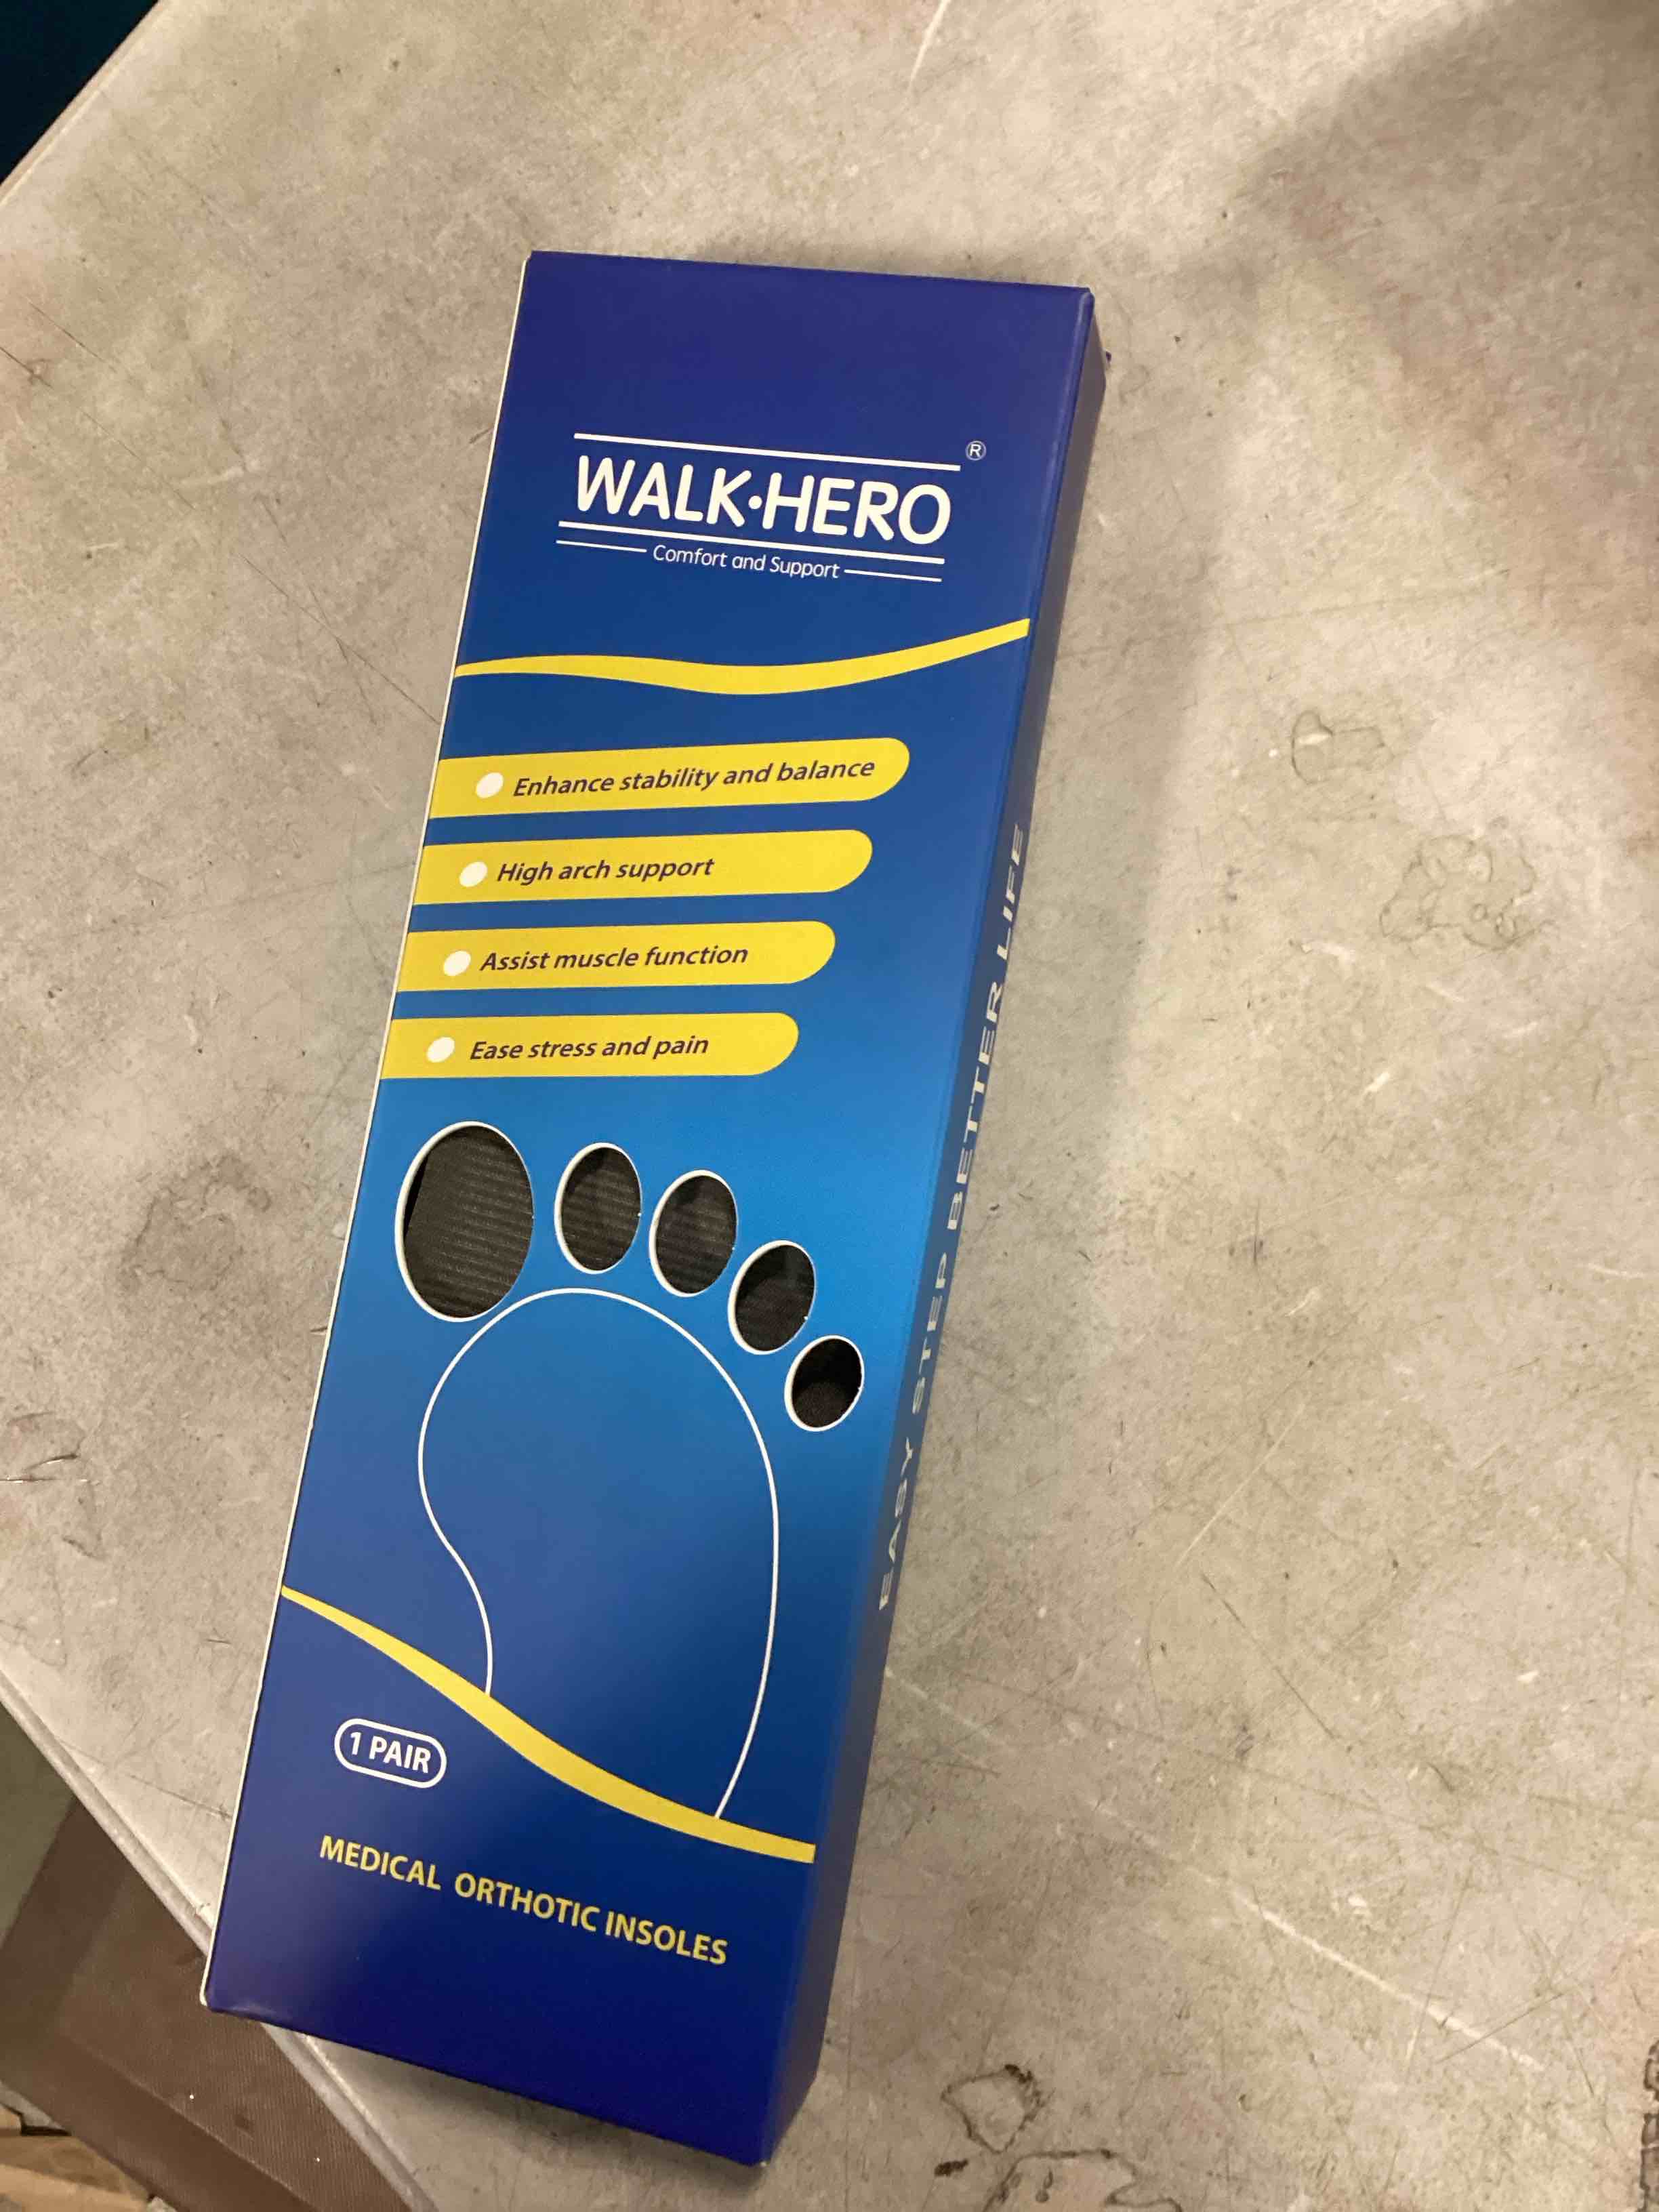 WALK·HERO ®
Comfort and Support
Enhance stability and balance
High arch support
Assist muscle function
Ease stress and pain
1 PAIR
MEDICAL ORTHOTIC INSOLES
EASY STEP BETTER LIFE